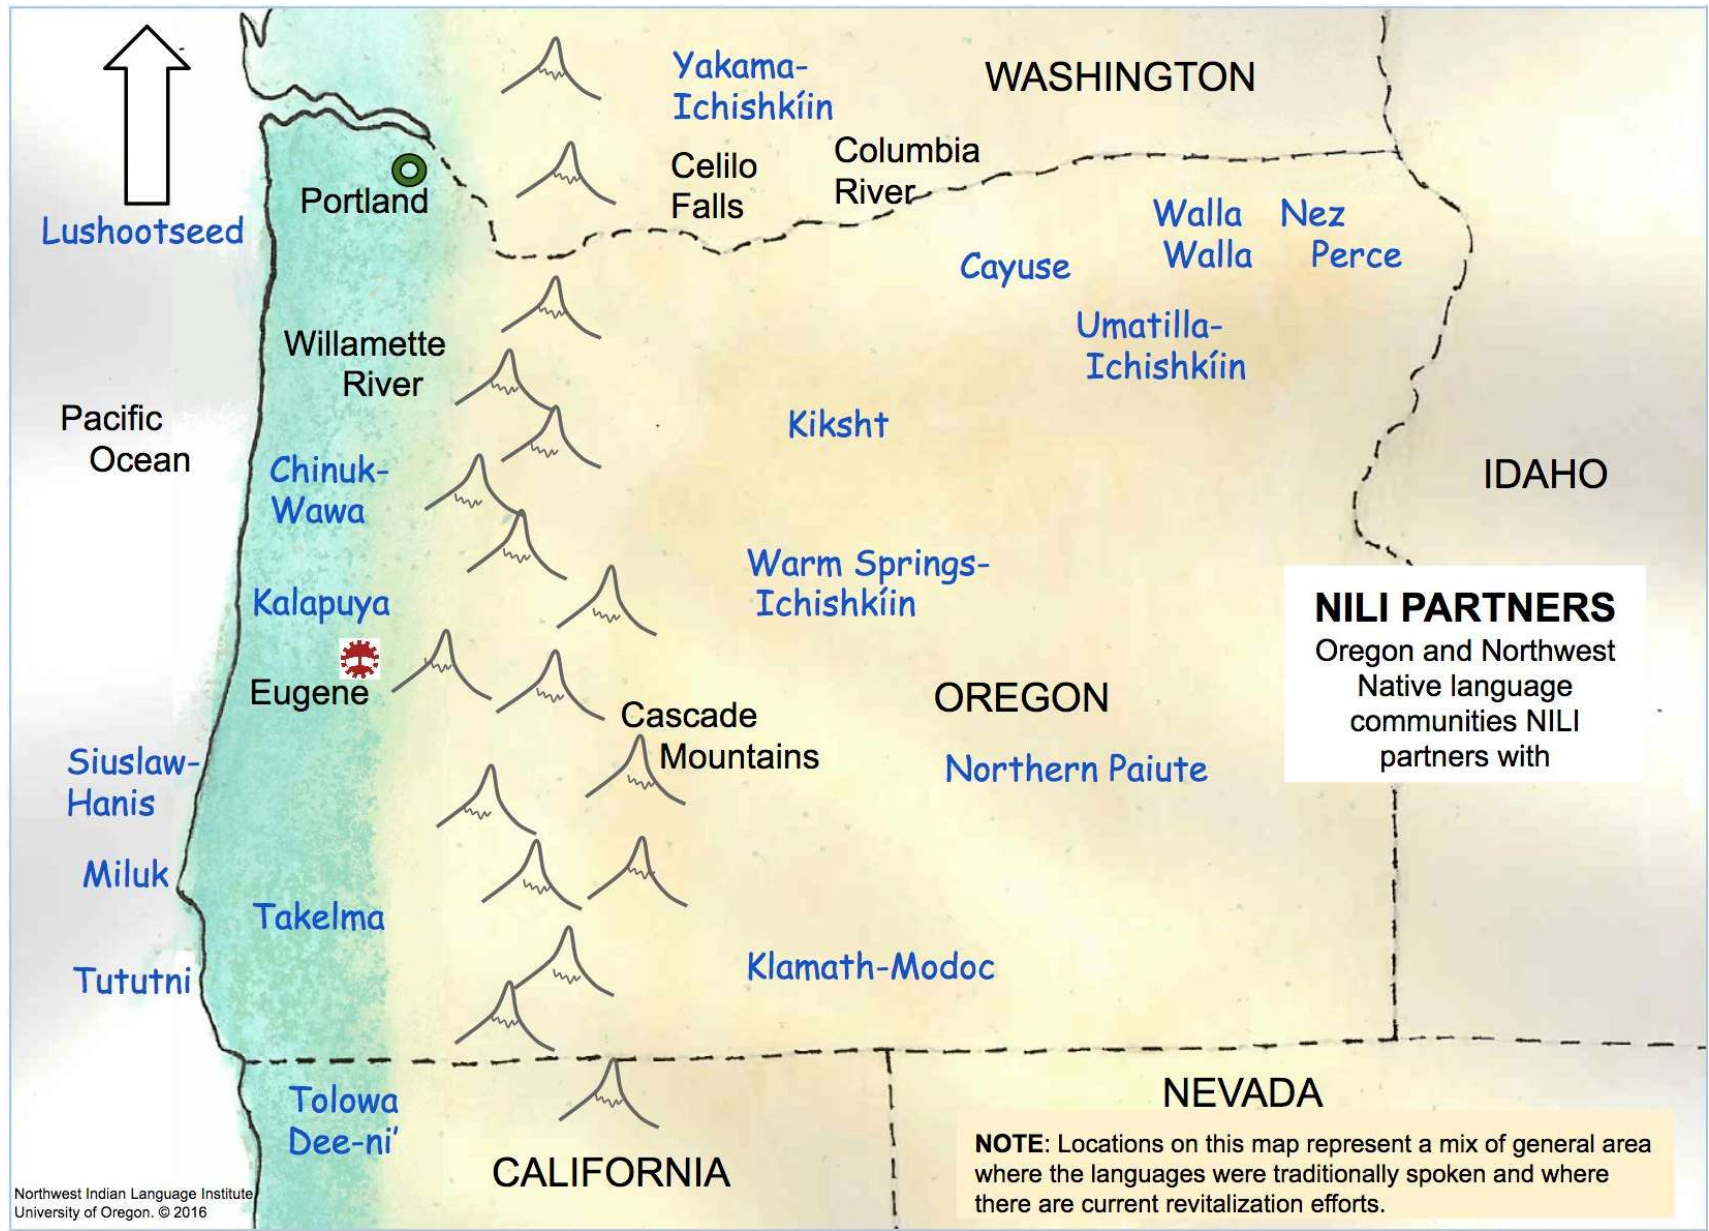 Yakama-
Ichishkíin
WASHINGTON
Celilo
Falls
Columbia
River
Portland
Lushootseed
Walla
Walla
Nez
Perce
Cayuse
Umatilla-
Ichishkíin
Willamette
River
Pacific
Ocean
Kiksht
Chinuk-
Wawa
IDAHO
Warm Springs-
Ichishkíin
Kalapuya
Eugene
NILI PARTNERS
Oregon and Northwest
Native language
communities NILI
partners with
OREGON
Cascade
Mountains
Northern Paiute
Siuslaw-
Hanis
Miluk
Takelma
Tututni
Klamath-Modoc
Tolowa
Dee-ni’
CALIFORNIA
NEVADA
NOTE: Locations on this map represent a mix of general area
where the languages were traditionally spoken and where
there are current revitalization efforts.
Northwest Indian Language Institute
University of Oregon. © 2016